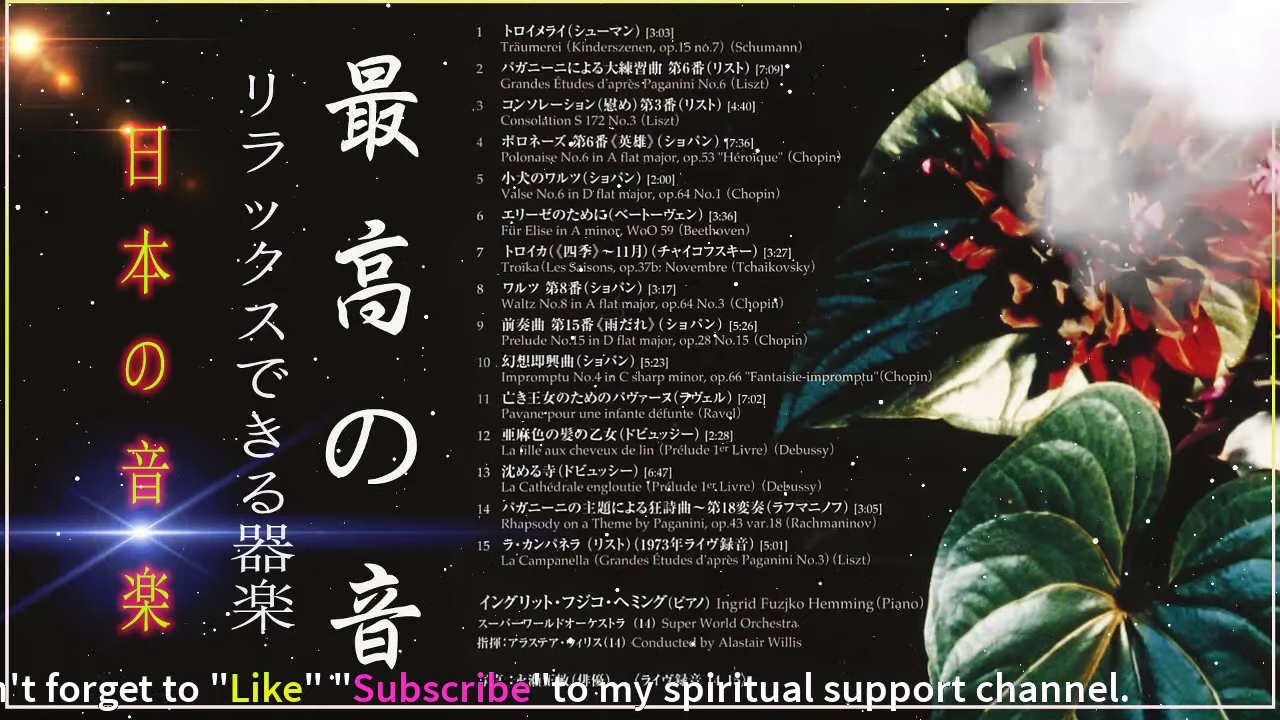 日本の音楽
リラックスできる器楽
最高の音
1 トロイメライ(シューマン) [3:03]
Träumerei (Kinderszenen, op.15 no.7) (Schumann)
2 パガニーニによる大練習曲 第6番(リスト) [7:09]
Grandes Études d'après Paganini No.6 (Liszt)
3 コンソレーション(慰め)第3番(リスト) [4:40]
Consolation S 172 No.3 (Liszt)
4 ポロネーズ 第6番《英雄》(ショパン) [7:36]
Polonaise No.6 in A flat major, op.53 "Héroïque" (Chopin)
5 小犬のワルツ(ショパン) [2:00]
Valse No.6 in D flat major, op.64 No.1 (Chopin)
6 エリーゼのために(ベートーヴェン) [3:36]
Für Elise in A minor, WoO 59 (Beethoven)
7 トロイカ(《四季》〜11月)(チャイコフスキー) [3:27]
Troika (Les Saisons, op.37b: Novembre (Tchaikovsky)
8 ワルツ 第8番(ショパン) [3:17]
Waltz No.8 in A flat major, op.64 No.3 (Chopin)
9 前奏曲 第15番《雨だれ》(ショパン) [5:26]
Prelude No.15 in D flat major, op.28 No.15 (Chopin)
10 幻想即興曲(ショパン) [5:23]
Impromptu No.4 in C sharp minor, op.66 "Fantaisie-impromptu" (Chopin)
11 亡き王女のためのパヴァーヌ(ラヴェル) [7:02]
Pavane pour une infante défunte (Ravel)
12 亜麻色の髪の乙女(ドビュッシー) [2:28]
La fille aux cheveux de lin (Prélude 1er Livre) (Debussy)
13 沈める寺(ドビュッシー) [6:47]
La Cathédrale engloutie (Prélude 1er Livre) (Debussy)
14 パガニーニの主題による狂詩曲〜第18変奏(ラフマニノフ) [3:05]
Rhapsody on a Theme by Paganini, op.43 var.18 (Rachmaninov)
15 ラ・カンパネラ (リスト)(1973年ライヴ録音) [5:01]
La Campanella (Grandes Études d'après Paganini No.3) (Liszt)
イングリット・フジコ・ヘミング(ピアノ) Ingrid Fuzjko Hemming (Piano)
スーパーワールドオーケストラ (14) Super World Orchestra
指揮:アラステア・ウィリス(14) Conducted by Alastair Willis
n't forget to "Like" "Subscribe" to my spiritual support channel.